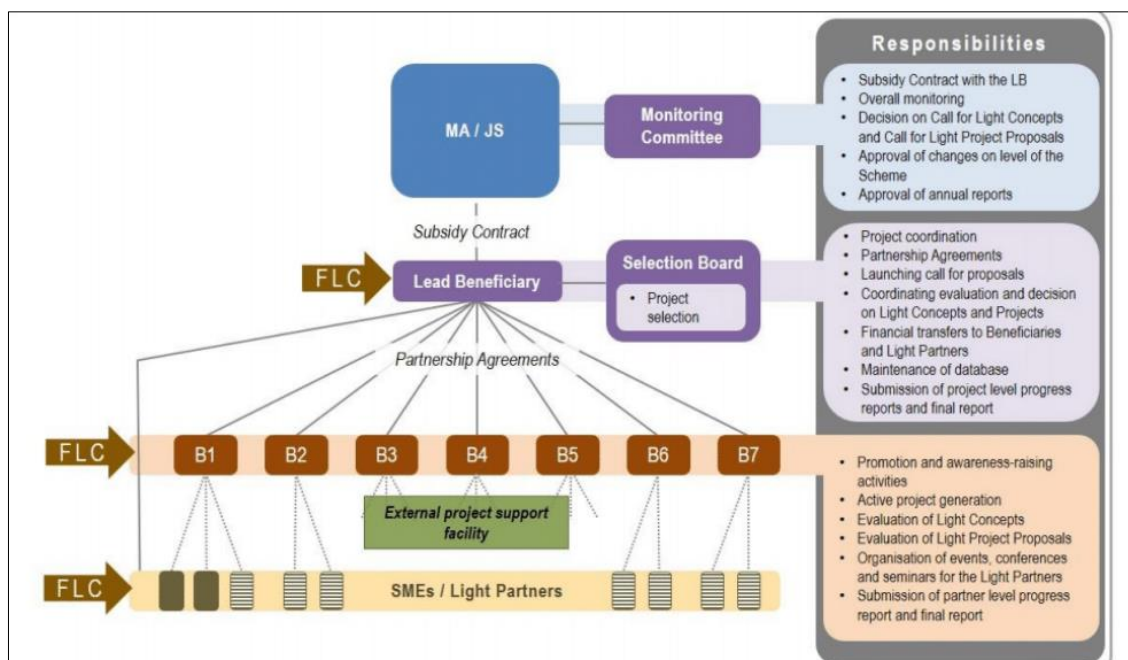 Responsibilities
MA / JS
Monitoring
Committee
• Subsidy Contract with the LB
• Overall monitoring
• Decision on Call for Light Concepts
and Call for Light Project Proposals
• Approval of changes on level of the
Scheme
• Approval of annual reports
Subsidy Contract
FLC
Lead Beneficiary
Selection Board
• Project
selection
• Project coordination
• Partnership Agreements
• Launching call for proposals
• Coordinating evaluation and decision
on Light Concepts and Projects
• Financial transfers to Beneficiaries
and Light Partners
• Maintenance of database
• Submission of project level progress
reports and final report
Partnership Agreements
FLC
B1
B2
B3
B4
B5
B6
B7
External project support
facility
• Promotion and awareness-raising
activities
• Active project generation
• Evaluation of Light Concepts
• Evaluation of Light Project Proposals
• Organisation of events, conferences
and seminars for the Light Partners
• Submission of partner level progress
report and final report
FLC
SMEs / Light Partners